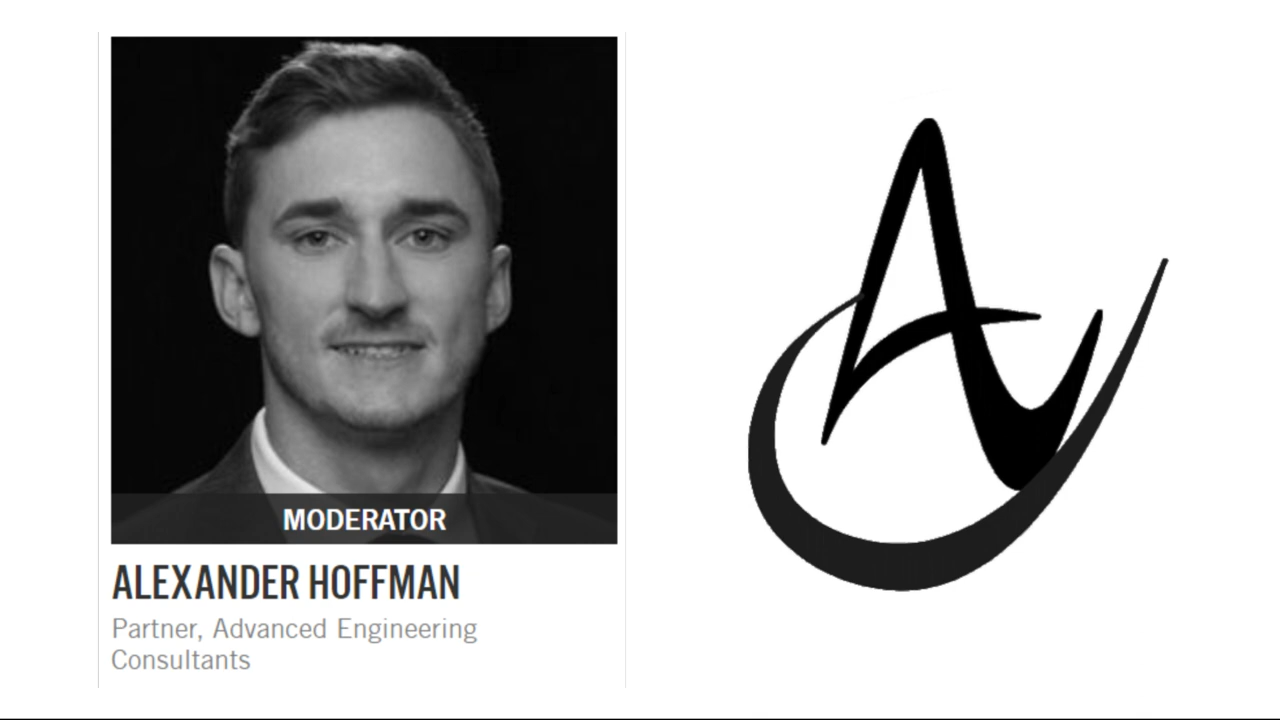 MODERATOR
ALEXANDER HOFFMAN
Partner, Advanced Engineering
Consultants